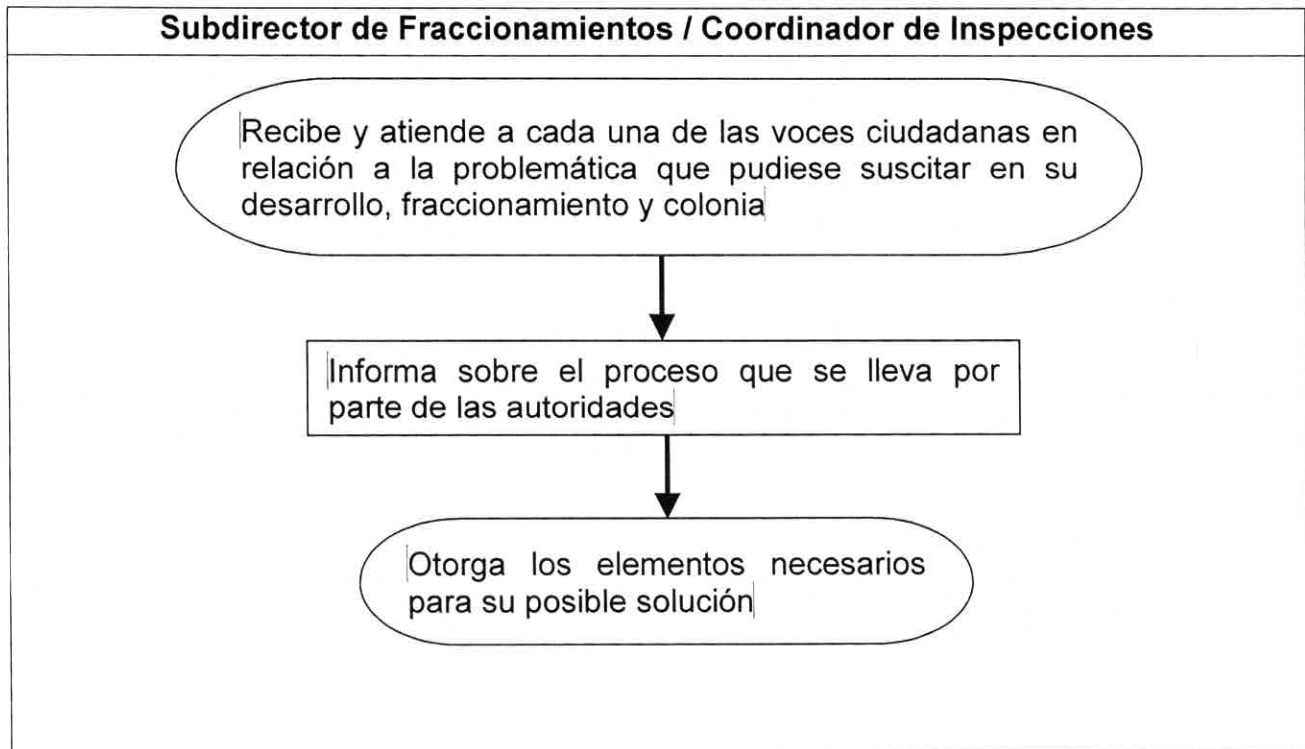 Subdirector de Fraccionamientos / Coordinador de Inspecciones
Recibe y atiende a cada una de las voces ciudadanas en
relación a la problemática que pudiese suscitar en su
desarrollo, fraccionamiento y colonia
Informa sobre el proceso que se lleva por
parte de las autoridades
Otorga los elementos necesarios
para su posible solución